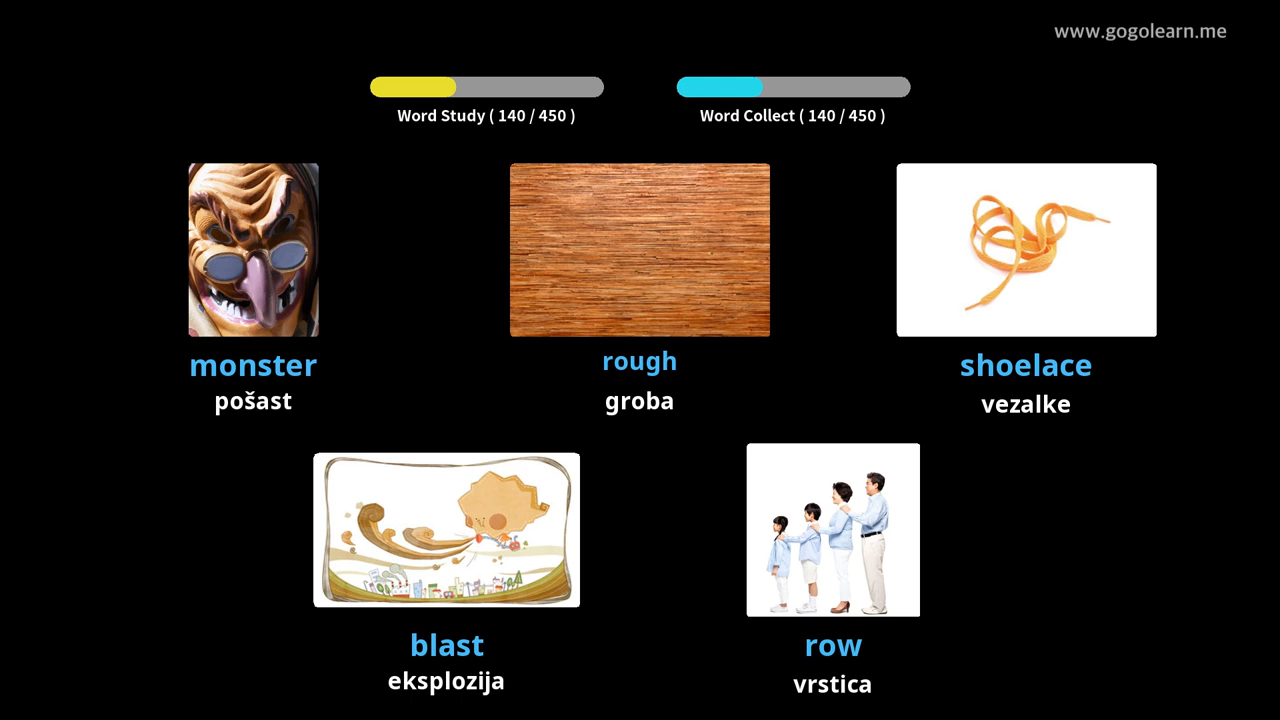 www.gogolearn.me
Word Study ( 140 / 450 )
Word Collect ( 140 / 450 )
monster
pošast
rough
groba
shoelace
vezalke
blast
eksplozija
row
vrstica